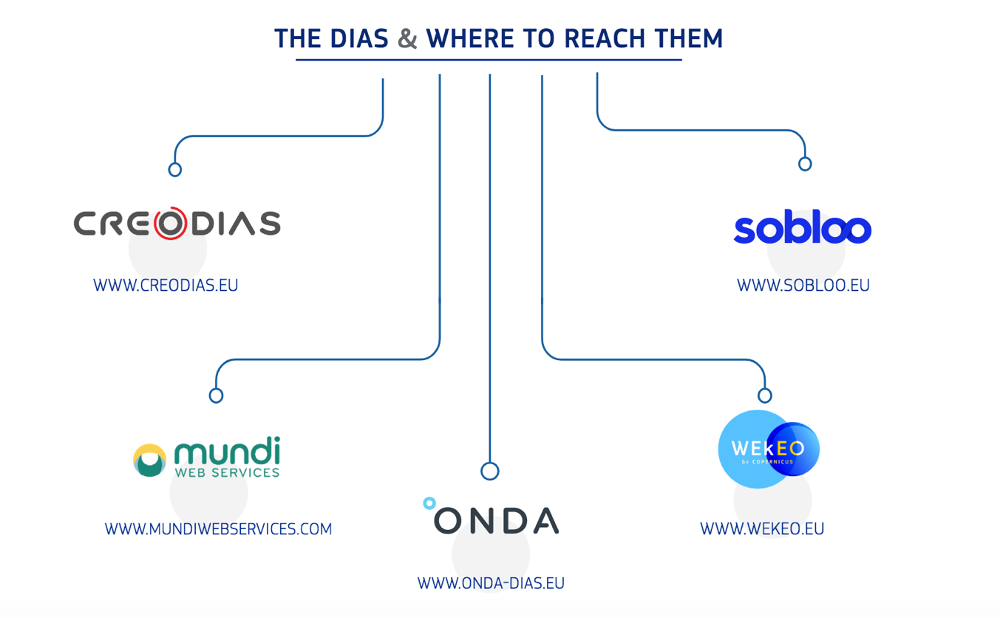 THE DIAS & WHERE TO REACH THEM
CREODIAS
WWW.CREODIAS.EU
sobloo
WWW.SOBLOO.EU
mundi
WEB SERVICES
WWW.MUNDIWEBSERVICES.COM
ONDA
WWW.ONDA-DIAS.EU
WEkEO
by COPERNICUS
WWW.WEKEO.EU